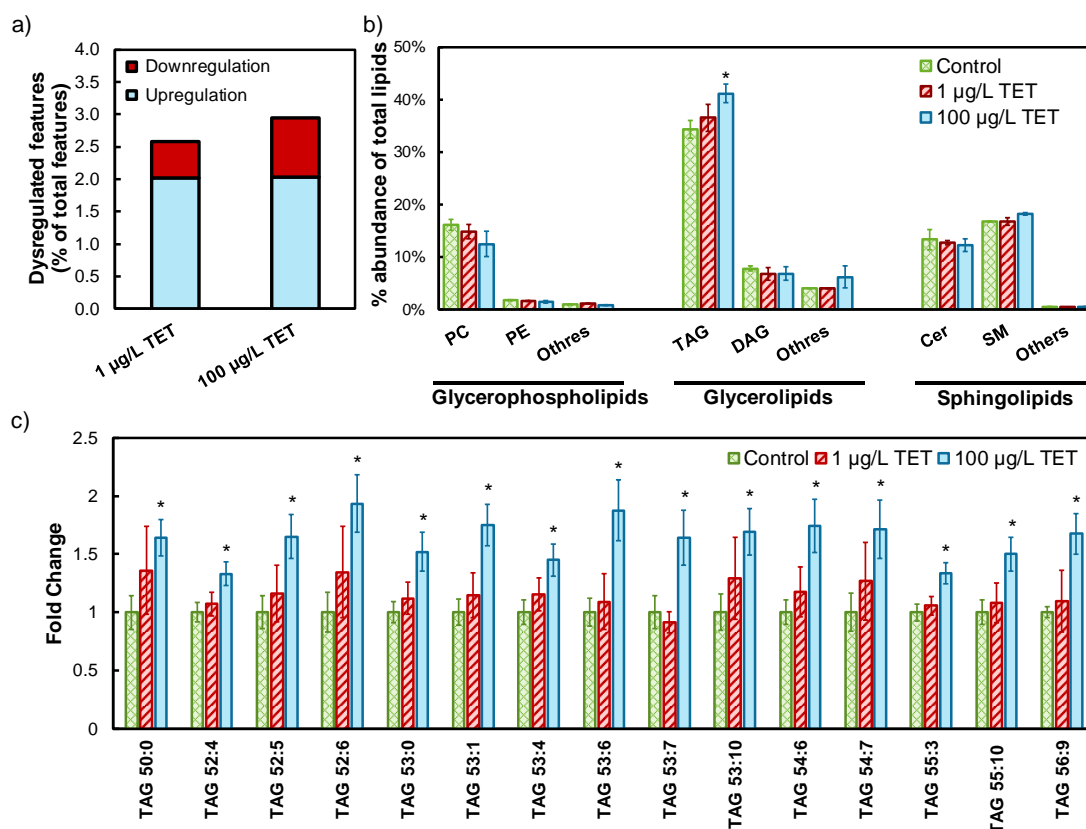 a)
Dysregulated features
(% of total features)
4.0
3.5
3.0
2.5
2.0
1.5
1.0
0.5
0.0
Downregulation
Upregulation
1 µg/L TET
100 µg/L TET
b)
% abundance of total lipids
50%
40%
30%
20%
10%
0%
*
Control
1 µg/L TET
100 µg/L TET
PC
PE
Othres
TAG
DAG
Othres
Cer
SM
Others
Glycerophospholipids
Glycerolipids
Sphingolipids
c)
Fold Change
2.5
2
1.5
1
0.5
0
Control
1 µg/L TET
100 µg/L TET
* * * * * * * * * * * * * * *
TAG 50:0
TAG 52:4
TAG 52:5
TAG 52:6
TAG 53:0
TAG 53:1
TAG 53:4
TAG 53:6
TAG 53:7
TAG 53:10
TAG 54:6
TAG 54:7
TAG 55:3
TAG 55:10
TAG 56:9